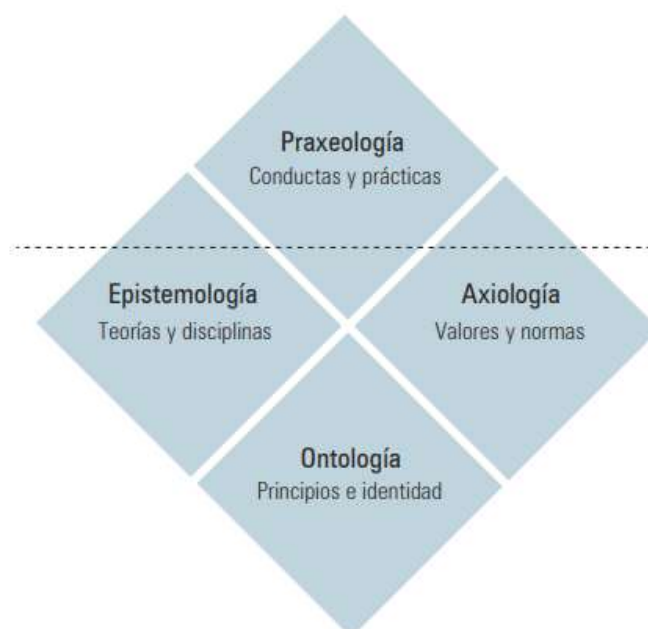 Praxeología
Conductas y prácticas
Epistemología
Teorías y disciplinas
Axiología
Valores y normas
Ontología
Principios e identidad